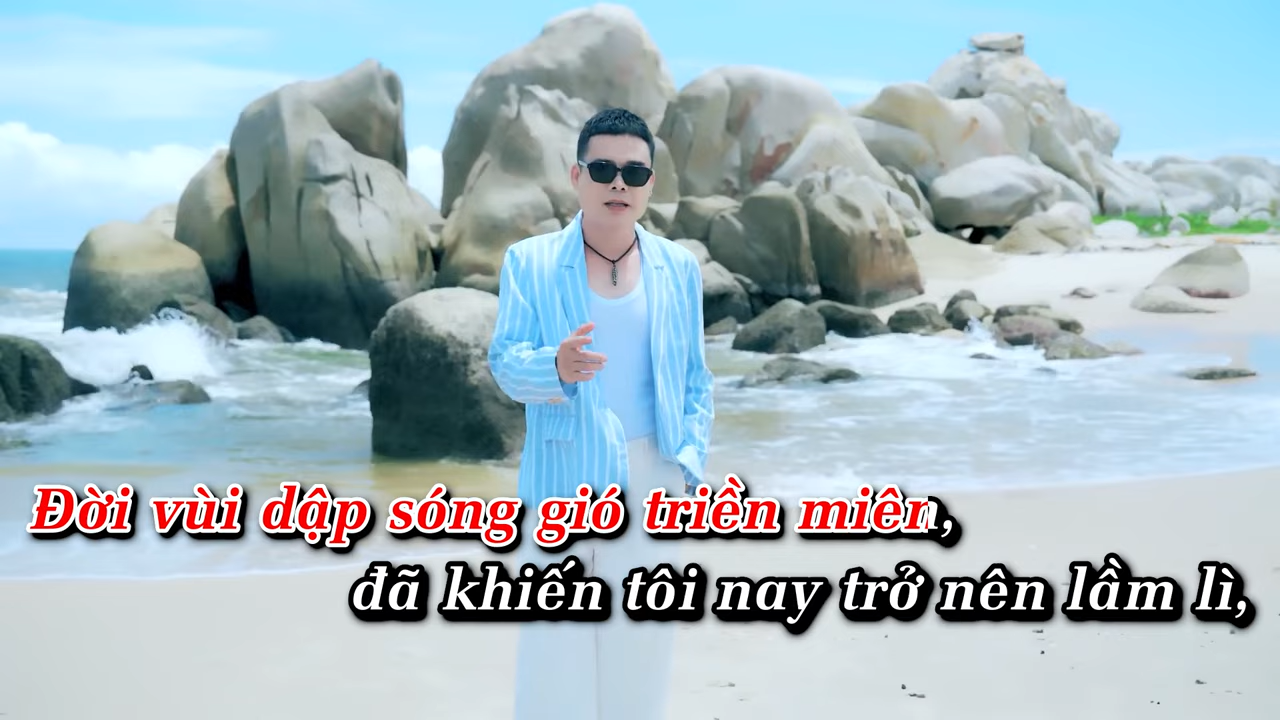 Đời vùi dập sóng gió triền miên,
đã khiến tôi nay trở nên lầm lì,